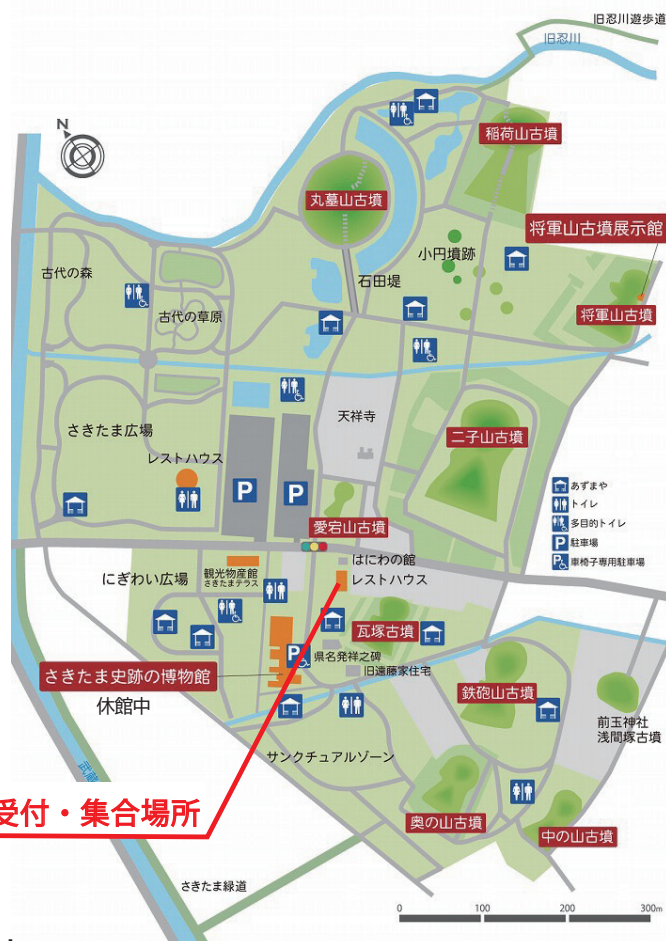 旧忍川遊歩道
旧忍川
N
稲荷山古墳
丸墓山古墳
将軍山古墳展示館
小円墳跡
古代の森
石田堤
古代の草原
将軍山古墳
天祥寺
さきたま広場
二子山古墳
レストハウス
P
P
あずまや
トイレ
多目的トイレ
P 駐車場
P 車椅子専用駐車場
愛宕山古墳
はにわの館
レストハウス
にぎわい広場
観光物産館
さきたまテラス
瓦塚古墳
P
県名発祥之碑
旧遠藤家住宅
さきたま史跡の博物館
休館中
鉄砲山古墳
前玉神社
浅間塚古墳
サンクチュアルゾーン
武蔵
受付・集合場所
奥の山古墳
中の山古墳
さきたま緑道
0 100 200 300m